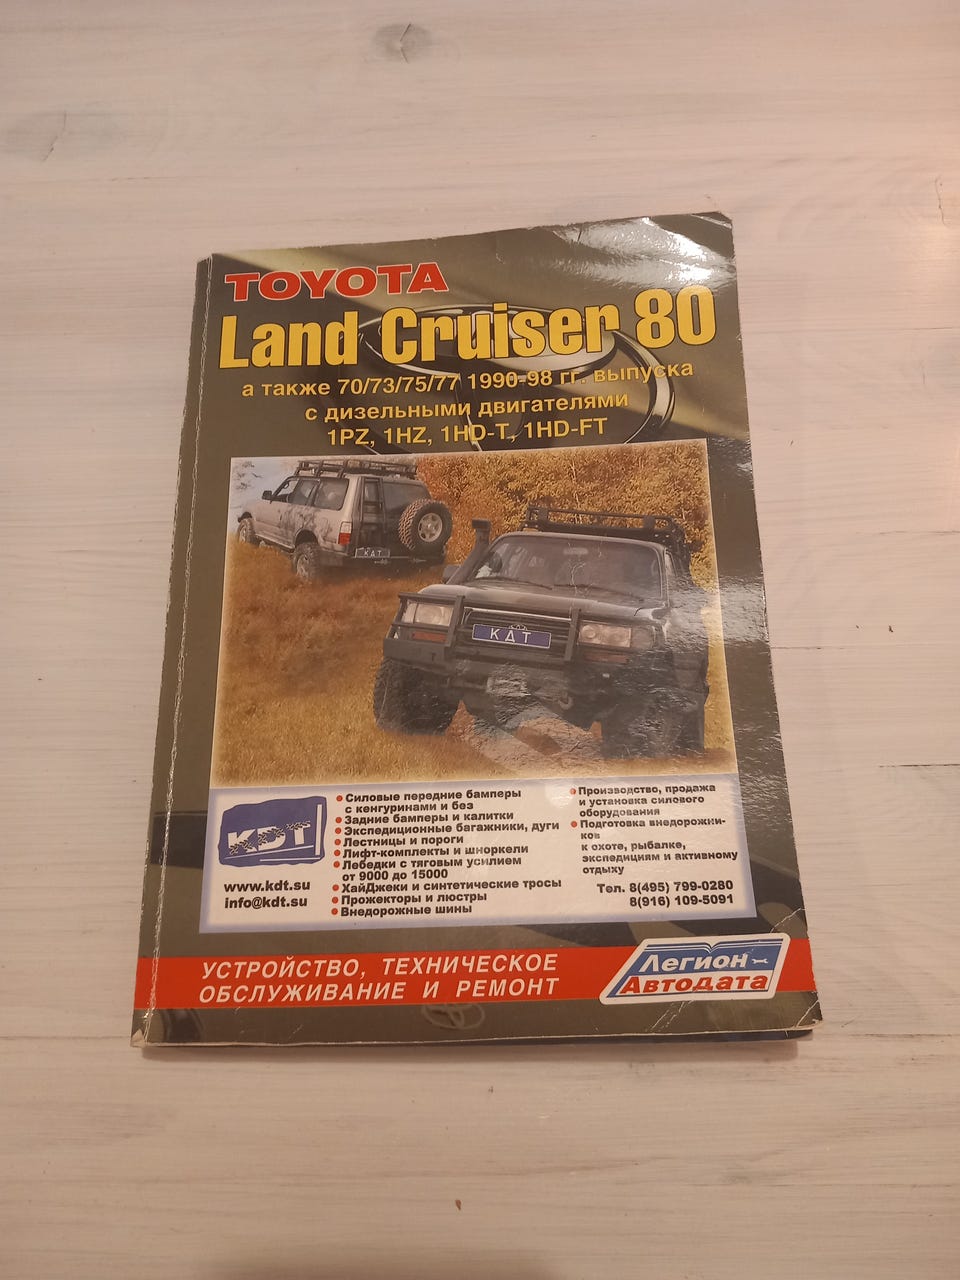 TOYOTA
Land Cruiser 80
а также 70/73/75/77 1990-98 гг. выпуска
с дизельными двигателями
1PZ, 1HZ, 1HD-T, 1HD-FT
КДТ
КДТ
KDT
www.kdt.su
info@kdt.su
• Силовые передние бамперы
с кенгуринами и без
• Задние бамперы и калитки
• Экспедиционные багажники, дуги
• Лестницы и пороги
• Лифт-комплекты и шноркели
• Лебедки с тяговым усилием
от 9000 до 15000
• ХайДжеки и синтетические тросы
• Прожекторы и люстры
• Внедорожные шины
• Производство, продажа
и установка силового
оборудования
• Подготовка внедорожни-
ков
к охоте, рыбалке,
экспедициям и активному
отдыху
Тел. 8(495) 799-0280
8(916) 109-5091
УСТРОЙСТВО, ТЕХНИЧЕСКОЕ
ОБСЛУЖИВАНИЕ И РЕМОНТ
Легион-
Автодата